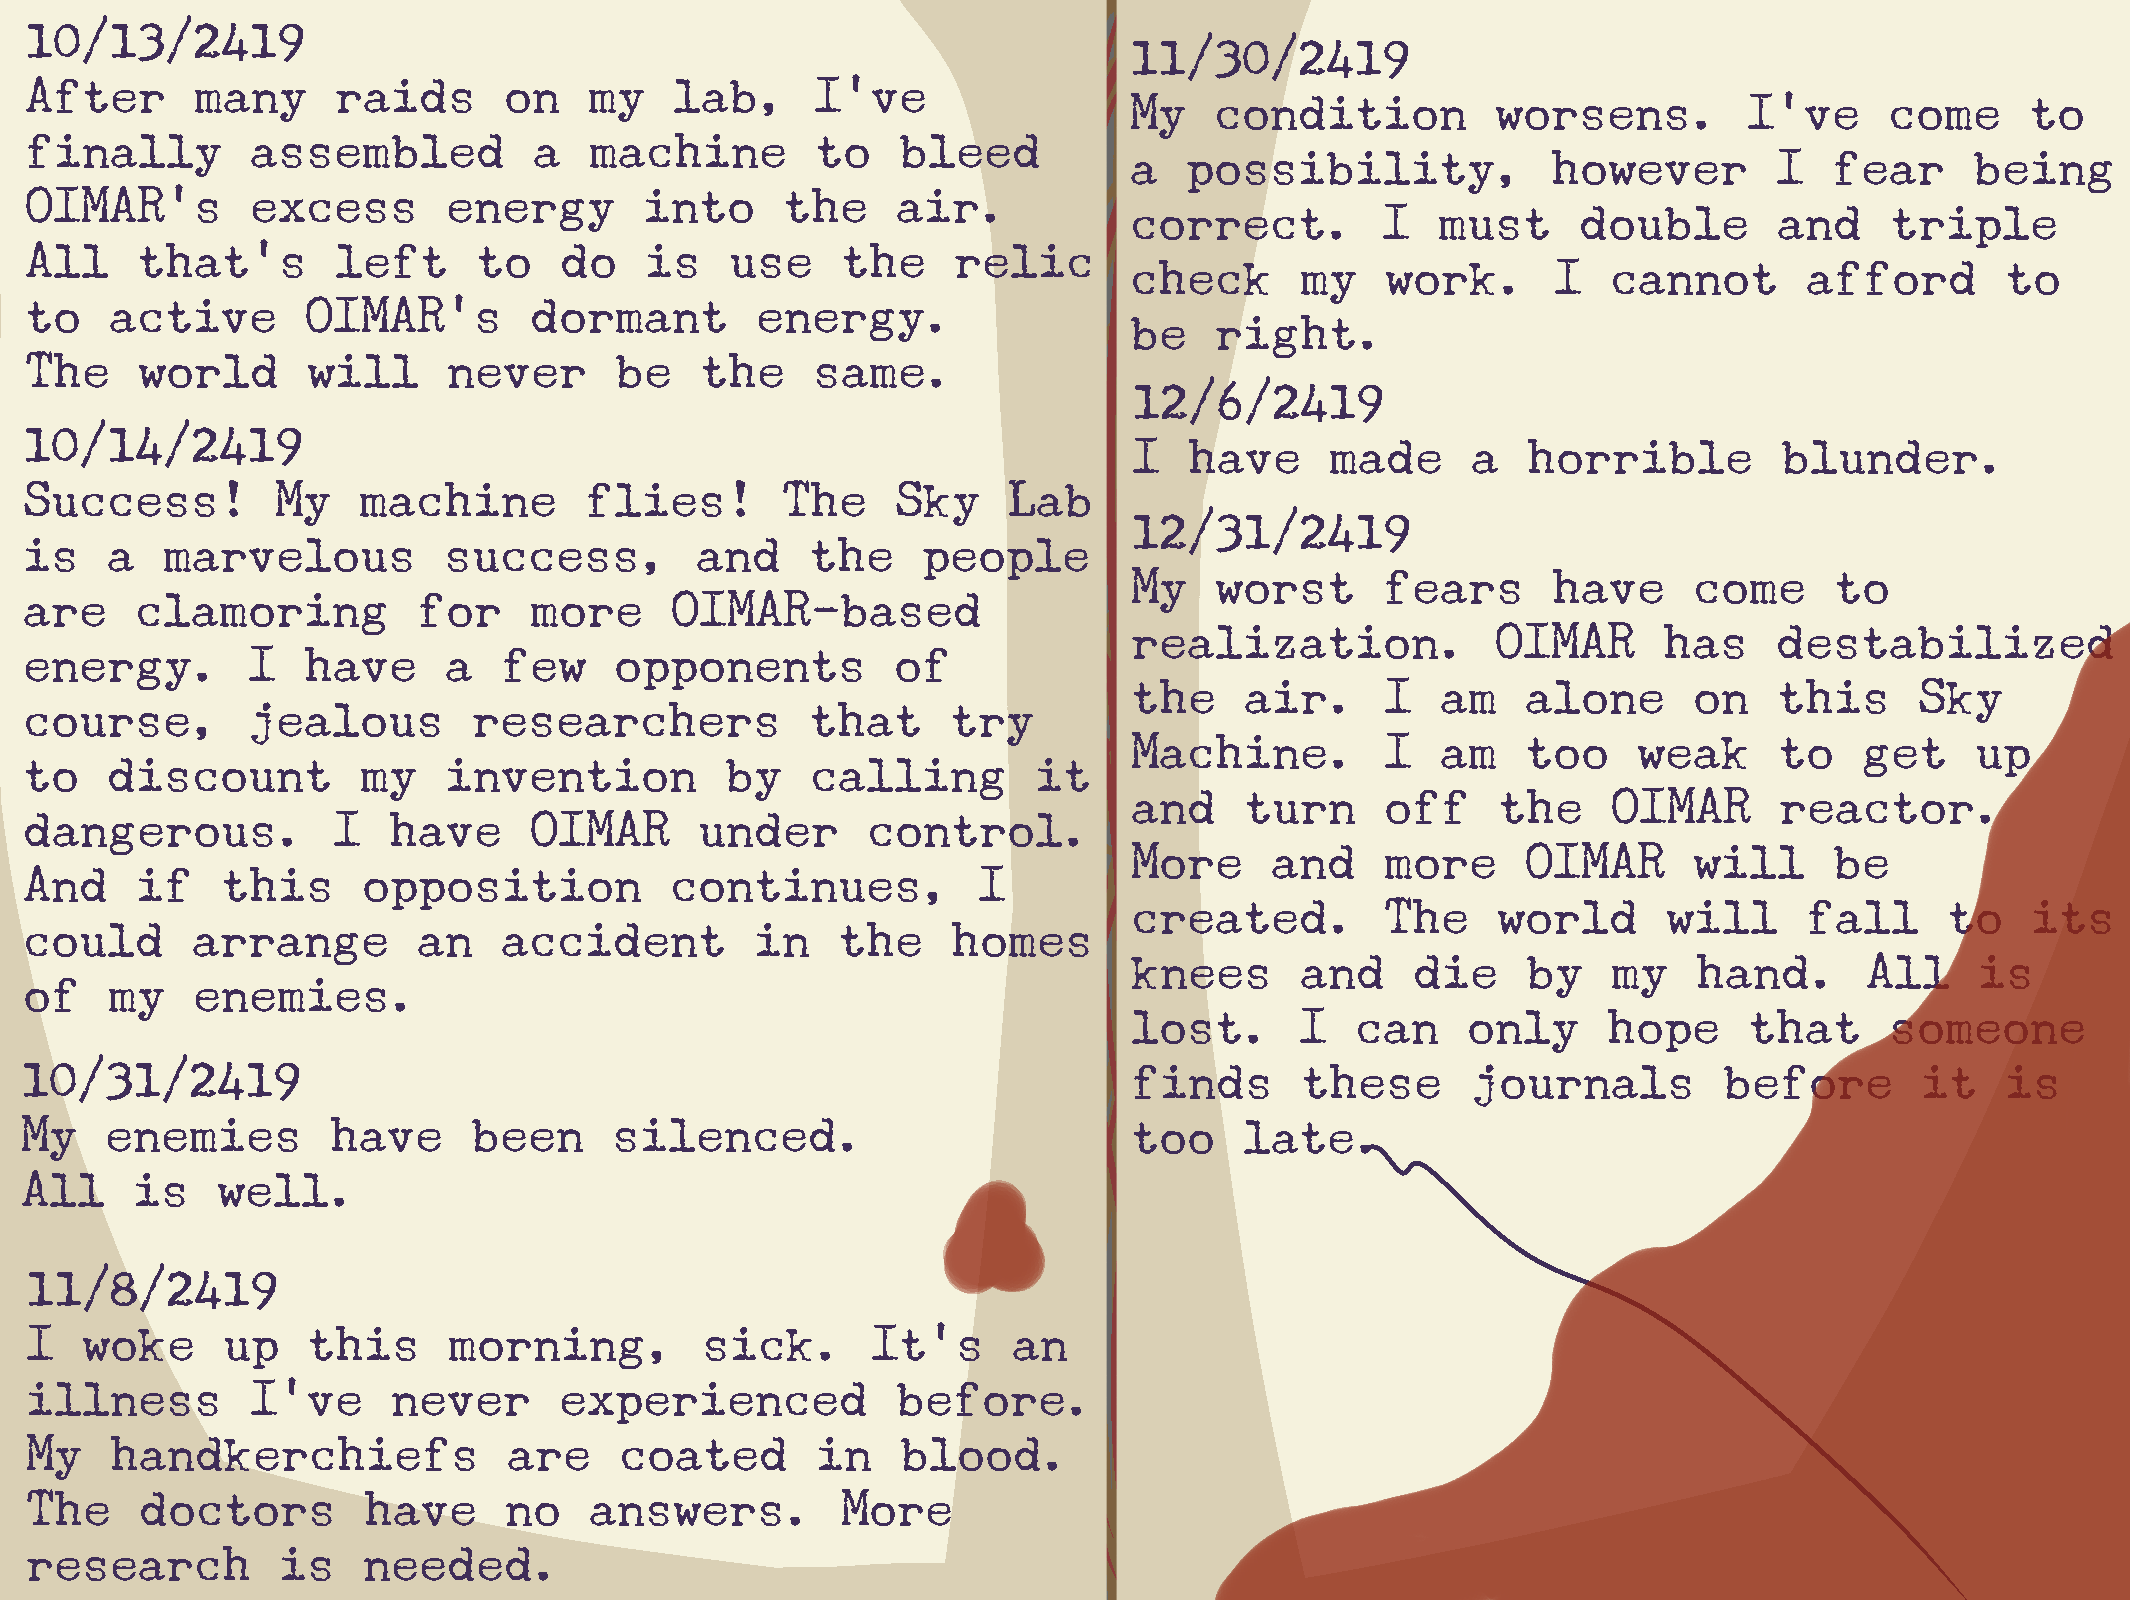 10/13/2419
After many raids on my lab, I've
finally assembled a machine to bleed
OIMAR's excess energy into the air.
All that's left to do is use the relic
to active OIMAR's dormant energy.
The world will never be the same.
10/14/2419
Success! My machine flies! The Sky Lab
is a marvelous success, and the people
are clamoring for more OIMAR-based
energy. I have a few opponents of
course, jealous researchers that try
to discount my invention by calling it
dangerous. I have OIMAR under control.
And if this opposition continues, I
could arrange an accident in the homes
of my enemies.
10/31/2419
My enemies have been silenced.
All is well.
11/8/2419
I woke up this morning, sick. It's an
illness I've never experienced before.
My handkerchiefs are coated in blood.
The doctors have no answers. More
research is needed.
11/30/2419
My condition worsens. I've come to
a possibility, however I fear being
correct. I must double and triple
check my work. I cannot afford to
be right.
12/6/2419
I have made a horrible blunder.
12/31/2419
My worst fears have come to
realization. OIMAR has destabilized
the air. I am alone on this Sky
Machine. I am too weak to get up
and turn off the OIMAR reactor.
More and more OIMAR will be
created. The world will fall to its
knees and die by my hand. All is
lost. I can only hope that someone
finds these journals before it is
too late.